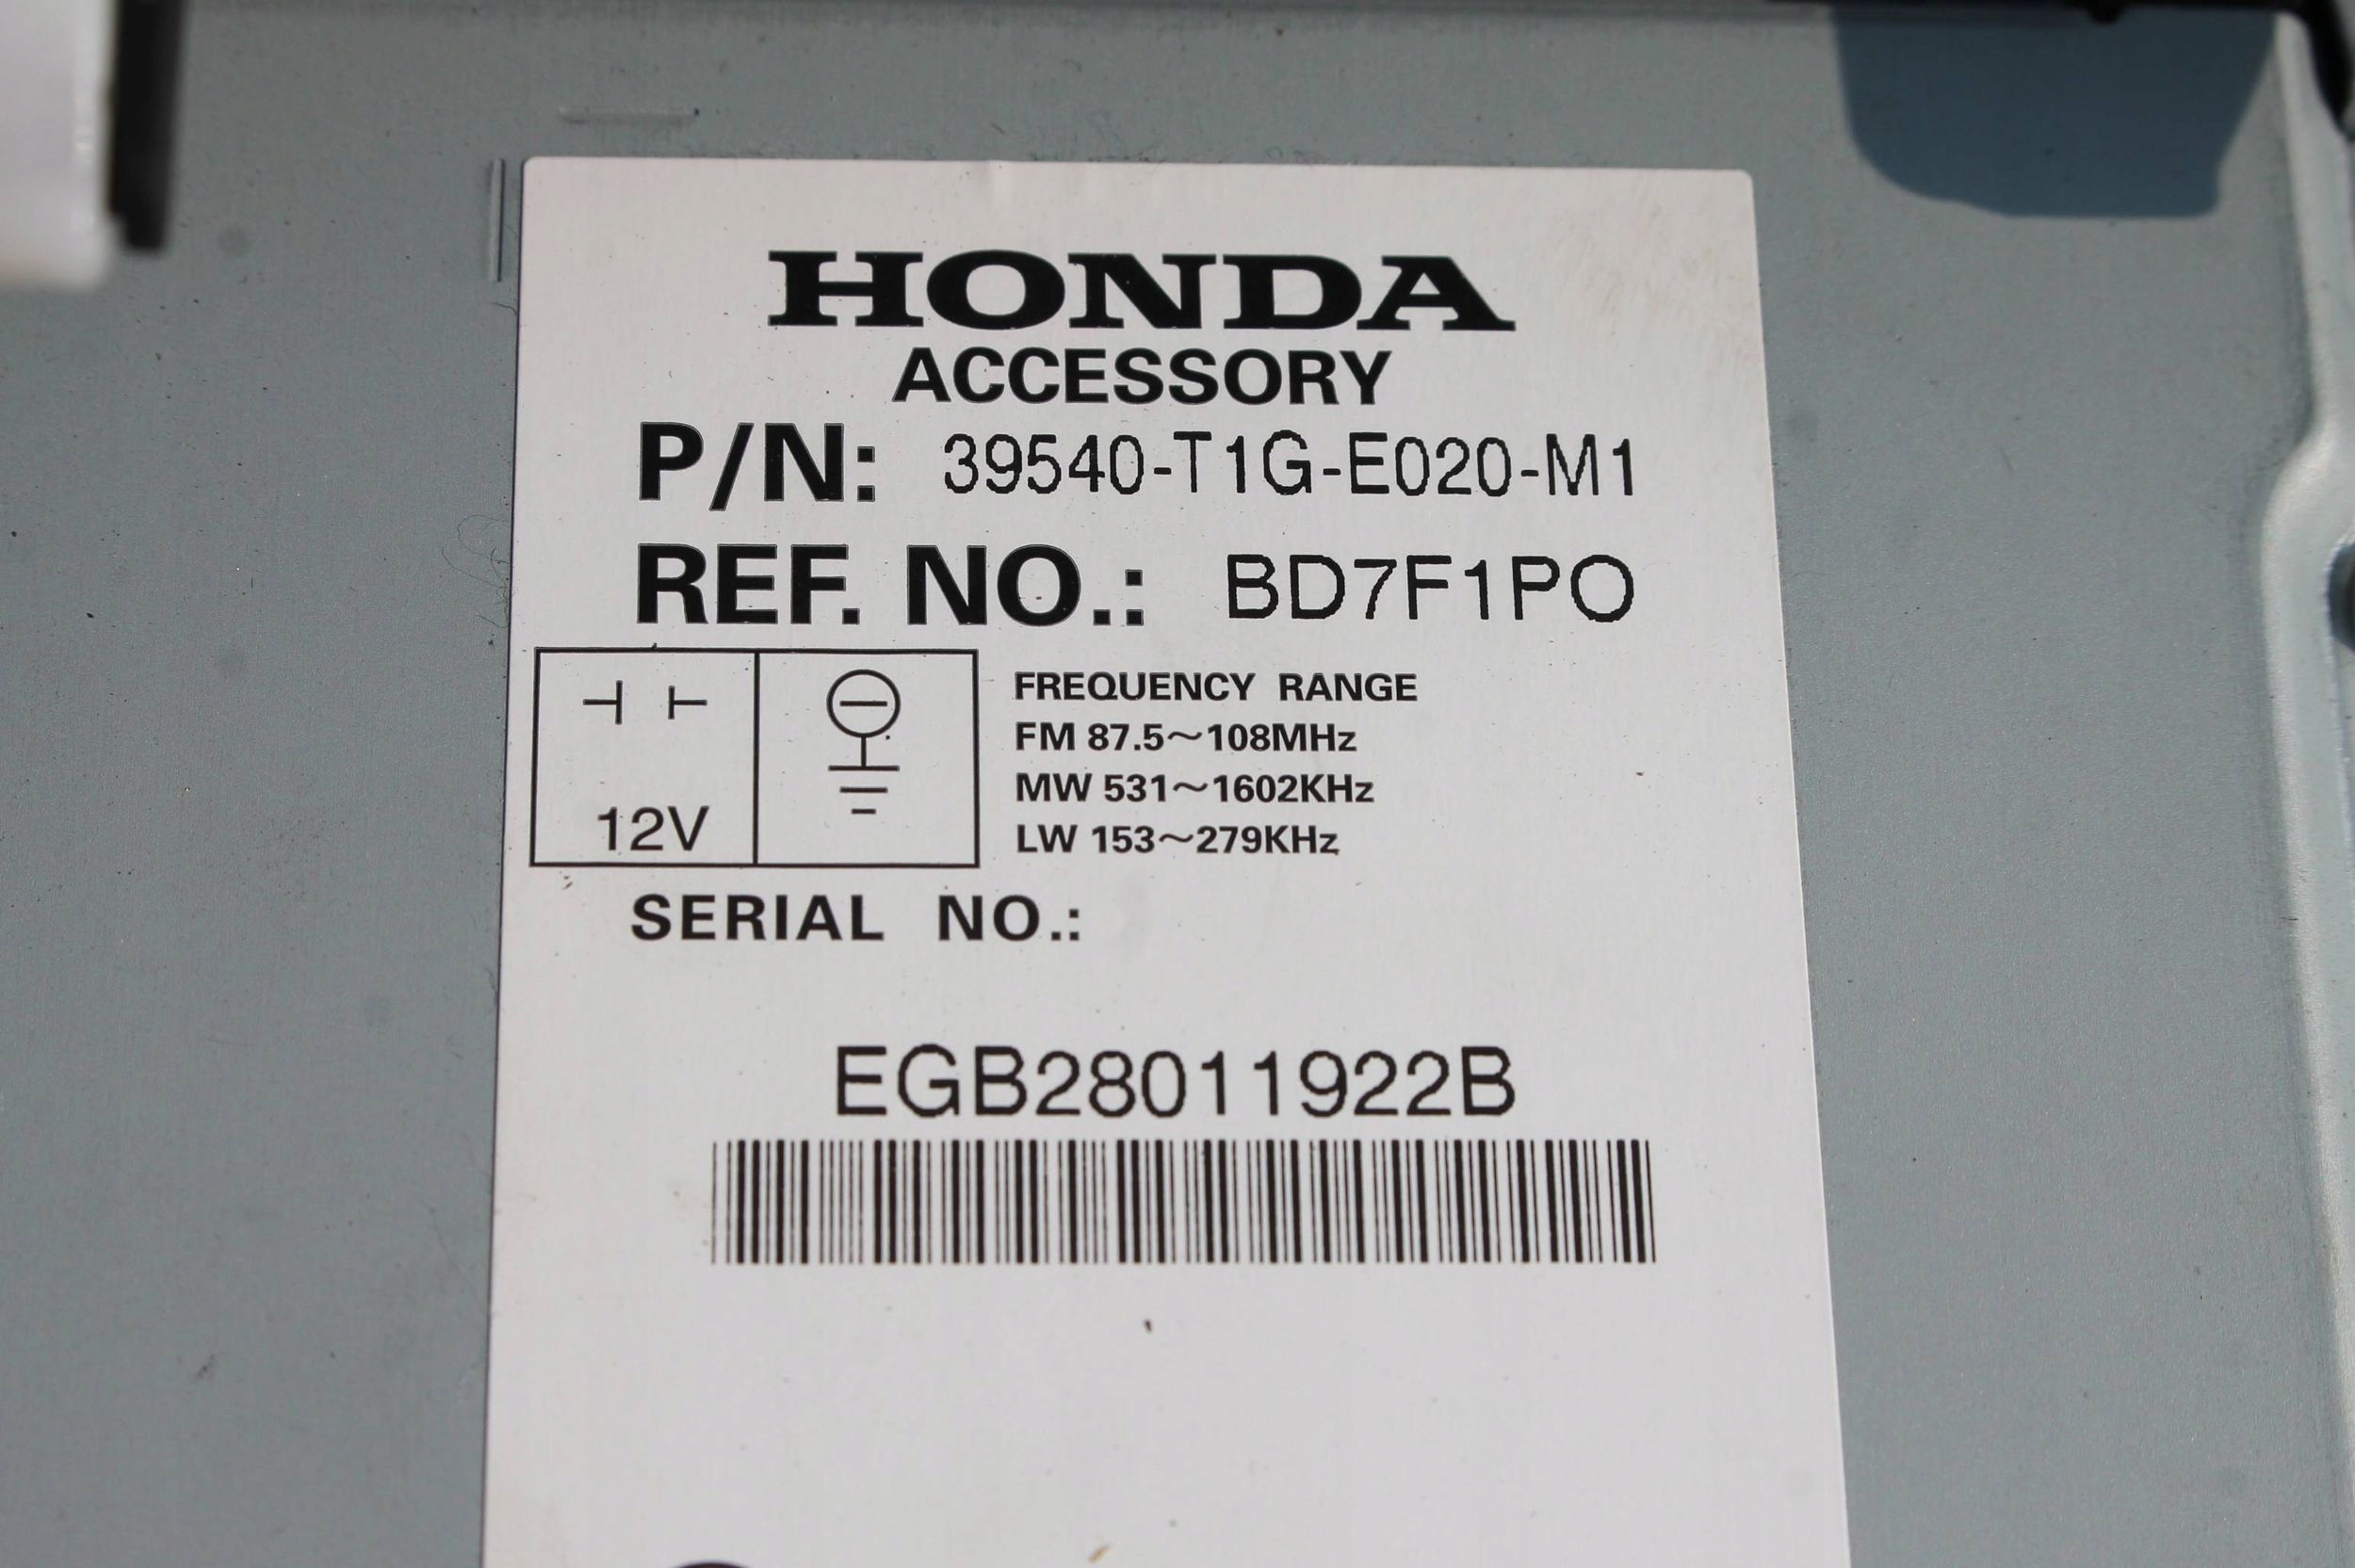 HONDA
ACCESSORY
P/N: 39540-T1G-E020-M1
REF. NO.: BD7F1PO
12V
FREQUENCY RANGE
FM 87.5~108MHz
MW 531~1602KHz
LW 153~279KHz
SERIAL NO.:
EGB28011922B